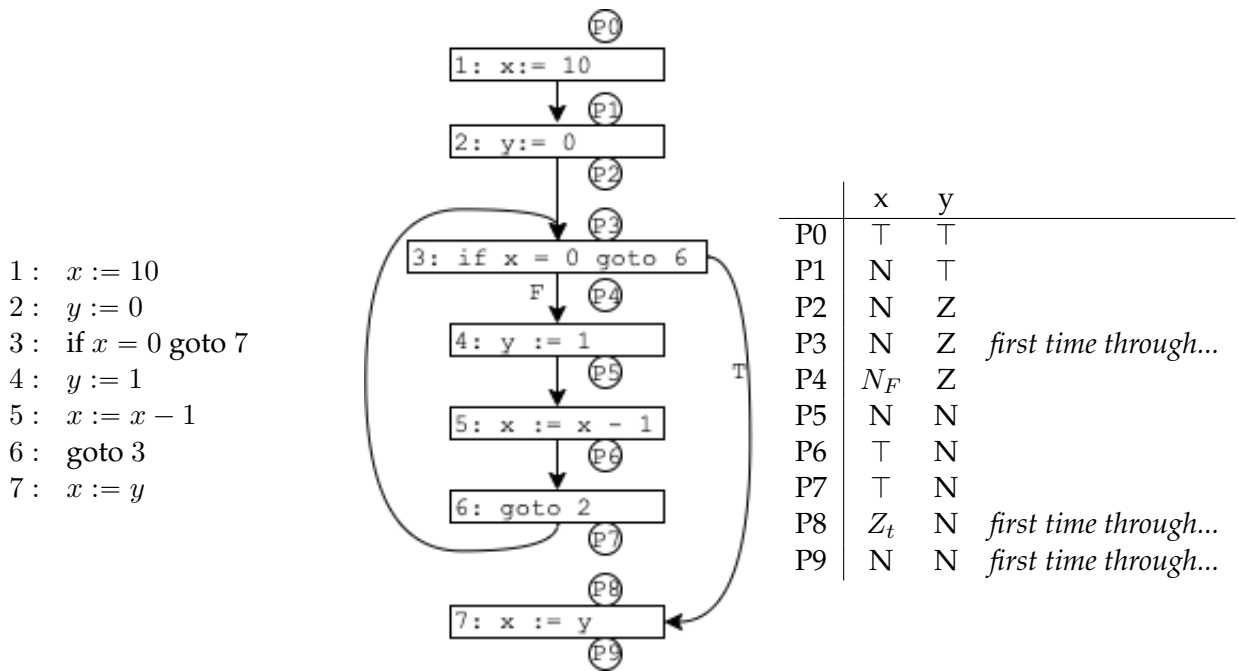 1 : x := 10
2 : y := 0
3 : if x = 0 goto 7
4 : y := 1
5 : x := x − 1
6 : goto 3
7 : x := y
P0
1: x:= 10
P1
2: y:= 0
P2
P3
3: if x = 0 goto 6
F
P4
4: y := 1
P5
T
5: x := x - 1
P6
6: goto 2
P7
P8
7: x := y
P9
x y
P0 ⊤ ⊤
P1 N ⊤
P2 N Z
P3 N Z first time through...
P4 N_F Z
P5 N N
P6 ⊤ N
P7 ⊤ N
P8 Z_t N first time through...
P9 N N first time through...